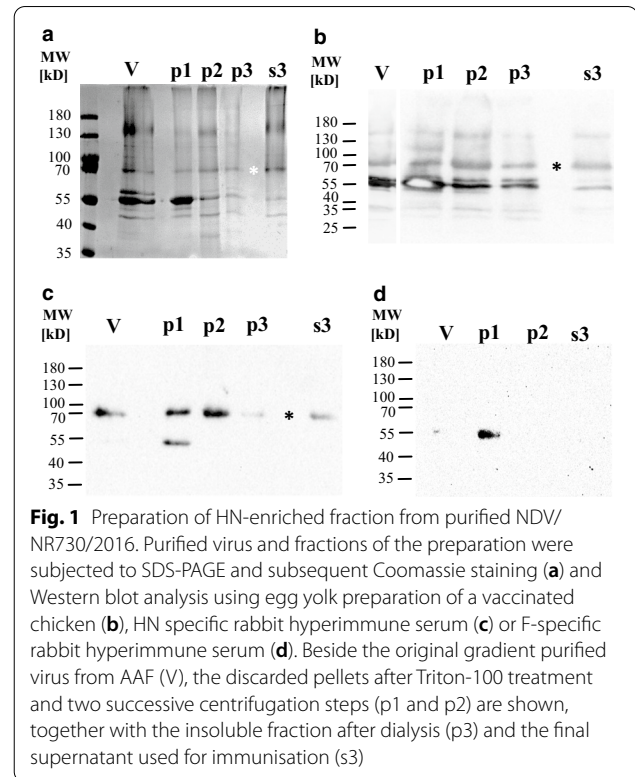 a
MW
[kD]
V p1 p2 p3 s3
180
130
100
70
*
55
40
35
b
MW
[kD]
V p1 p2 p3 s3
180
130
100
70
*
55
40
35
25
c
MW
[kD]
V p1 p2 p3 s3
180
130
100
70
*
55
40
35
d
MW
[kD]
V p1 p2 s3
180
130
100
70
55
40
35
Fig. 1 Preparation of HN-enriched fraction from purified NDV/
NR730/2016. Purified virus and fractions of the preparation were
subjected to SDS-PAGE and subsequent Coomassie staining (a) and
Western blot analysis using egg yolk preparation of a vaccinated
chicken (b), HN specific rabbit hyperimmune serum (c) or F-specific
rabbit hyperimmune serum (d). Beside the original gradient purified
virus from AAF (V), the discarded pellets after Triton-100 treatment
and two successive centrifugation steps (p1 and p2) are shown,
together with the insoluble fraction after dialysis (p3) and the final
supernatant used for immunisation (s3)